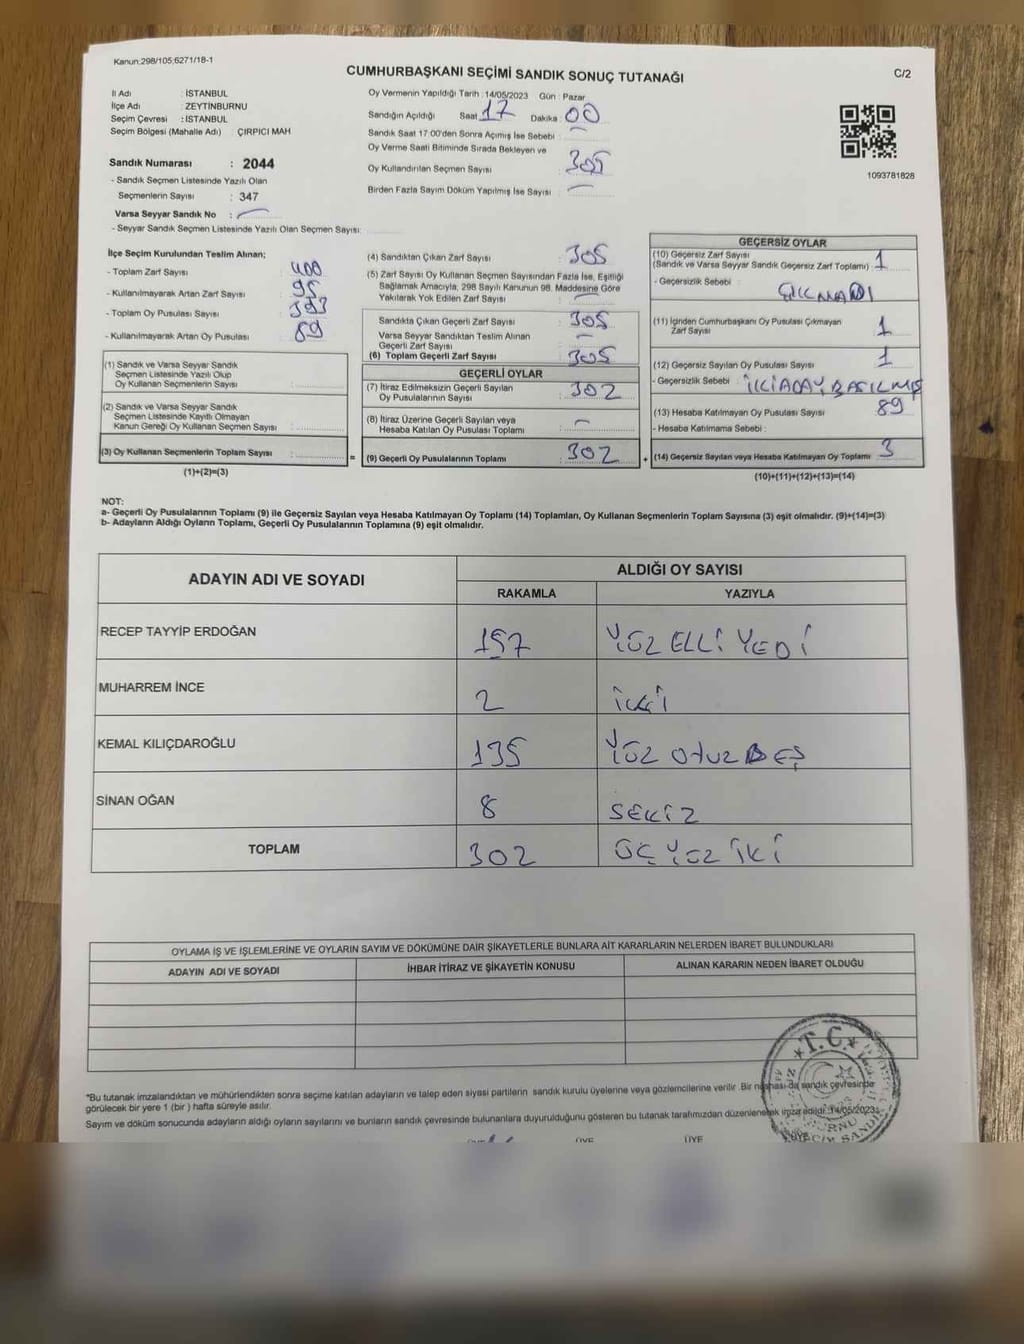 Kanun:298/105;6271/18-1
CUMHURBAŞKANI SEÇİMİ SANDIK SONUÇ TUTANAĞI
C/2
İl Adı : İSTANBUL
İlçe Adı : ZEYTİNBURNU
Seçim Çevresi : İSTANBUL
Seçim Bölgesi (Mahalle Adı) : ÇIRPICI MAH
Sandık Numarası : 2044
- Sandık Seçmen Listesinde Yazılı Olan
Seçmenlerin Sayısı : 347
Varsa Seyyar Sandık No :
- Seyyar Sandık Seçmen Listesinde Yazılı Olan Seçmen Sayısı:
Oy Vermenin Yapıldığı Tarih : 14/05/2023 Gün : Pazar
Sandığın Açıldığı Saat : 17 Dakika : 00
Sandık Saat 17:00'den Sonra Açımış İse Sebebi :
Oy Verme Saati Bitiminde Sırada Bekleyen ve
Oy Kullandırılan Seçmen Sayısı : 305
Birden Fazla Sayım Döküm Yapılmış İse Sayısı :
1093781828
İlçe Seçim Kurulundan Teslim Alınan;
- Toplam Zarf Sayısı : 400
- Kullanılmayarak Artan Zarf Sayısı : 95
- Toplam Oy Pusulası Sayısı : 393
- Kullanılmayarak Artan Oy Pusulası : 89
(1) Sandık ve Varsa Seyyar Sandık
Seçmen Listesinde Yazılı Olup
Oy Kullanan Seçmenlerin Sayısı :
(2) Sandık ve Varsa Seyyar Sandık
Seçmen Listesinde Kayıtlı Olmayan
Kanun Gereği Oy Kullanan Seçmen Sayısı :
(3) Oy Kullanan Seçmenlerin Toplam Sayısı : =
(1)+(2)=(3)
(4) Sandıktan Çıkan Zarf Sayısı : 305
(5) Zarf Sayısı Oy Kullanan Seçmen Sayısından Fazla İse, Eşitliği
Sağlamak Amacıyla, 298 Sayılı Kanunun 98. Maddesine Göre
Yakılarak Yok Edilen Zarf Sayısı :
Sandıkta Çıkan Geçerli Zarf Sayısı : 305
Varsa Seyyar Sandıktan Teslim Alınan
Geçerli Zarf Sayısı :
(6) Toplam Geçerli Zarf Sayısı : 305
GEÇERLİ OYLAR
(7) İtiraz Edilmeksizin Geçerli Sayılan
Oy Pusulalarının Sayısı : 302
(8) İtiraz Üzerine Geçerli Sayılan veya
Hesaba Katılan Oy Pusulası Toplamı :
(9) Geçerli Oy Pusulalarının Toplamı : 302 +
GEÇERSİZ OYLAR
(10) Geçersiz Zarf Sayısı
(Sandık ve Varsa Seyyar Sandık Geçersiz Zarf Toplamı) : 1
- Geçersizlik Sebebi : ÇIKMADI
(11) İçinden Cumhurbaşkanı Oy Pusulası Çıkmayan
Zarf Sayısı : 1
(12) Geçersiz Sayılan Oy Pusulası Sayısı : 1
- Geçersizlik Sebebi : İKİ ADAY BASILMIŞ
(13) Hesaba Katılmayan Oy Pusulası Sayısı : 89
- Hesaba Katılmama Sebebi :
(14) Geçersiz Sayılan veya Hesaba Katılmayan Oy Toplamı : 3
(10)+(11)+(12)+(13)=(14)
NOT:
a- Geçerli Oy Pusulalarının Toplamı (9) ile Geçersiz Sayılan veya Hesaba Katılmayan Oy Toplamı (14) Toplamları, Oy Kullanan Seçmenlerin Toplam Sayısına (3) eşit olmalıdır. (9)+(14)=(3)
b- Adayların Aldığı Oyların Toplamı, Geçerli Oy Pusulalarının Toplamına (9) eşit olmalıdır.
ADAYIN ADI VE SOYADI
ALDIĞI OY SAYISI
RAKAMLA YAZIYLA
RECEP TAYYİP ERDOĞAN 157 YÜZ ELLİ YEDİ
MUHARREM İNCE 2 İKİ
KEMAL KILIÇDAROĞLU 135 YÜZ OTUZ BEŞ
SİNAN OĞAN 8 SEKİZ
TOPLAM 302 ÜÇ YÜZ İKİ
OYLAMA İŞ VE İŞLEMLERİNE VE OYLARIN SAYIM VE DÖKÜMÜNE DAİR ŞİKAYETLERLE BUNLARA AİT KARARLARIN NELERDEN İBARET BULUNDUKLARI
ADAYIN ADI VE SOYADI İHBAR İTİRAZ VE ŞİKAYETİN KONUSU ALINAN KARARIN NEDEN İBARET OLDUĞU
*Bu tutanak imzalandıktan ve mühürlendikten sonra seçime katılan adayların ve talep eden siyasi partilerin sandık kurulu üyelerine veya gözlemcilerine verilir. Bir nüshası da sandık çevresinde
görülecek bir yere 1 (bir) hafta süreyle asılır.
Sayım ve döküm sonucunda adayların aldığı oyların sayılarını ve bunların sandık çevresinde bulunanlara duyurulduğunu gösteren bu tutanak tarafımızdan düzenlenerek imza edildi. 14/05/2023
T.C.
ÜYE ÜYE ÜYE